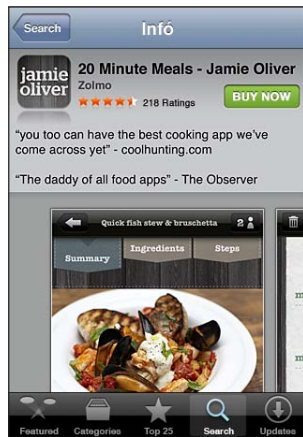 Search
Infó
jamie
oliver
20 Minute Meals - Jamie Oliver
Zolmo
218 Ratings
BUY NOW
“you too can have the best cooking app we’ve
come across yet” - coolhunting.com
“The daddy of all food apps” - The Observer
Quick fish stew & bruschetta
2
Summary
Ingredients
Steps
Featured
Categories
Top 25
Search
Updates